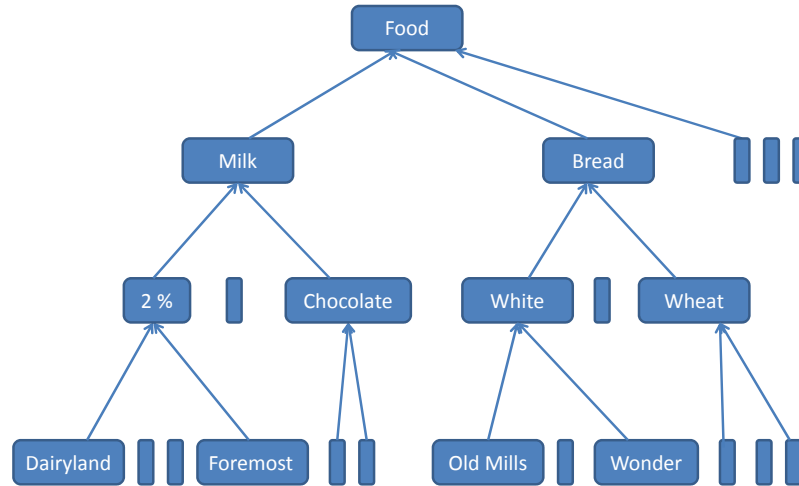 Food
Milk
Bread
2 %
Chocolate
White
Wheat
Dairyland
Foremost
Old Mills
Wonder